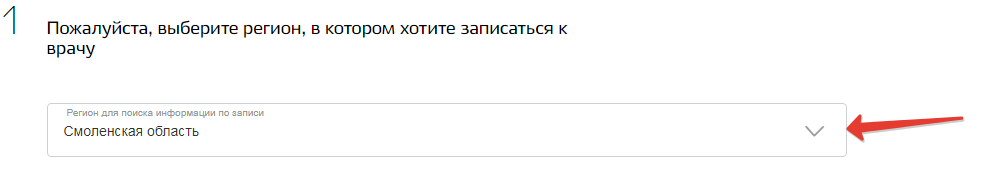 1
Пожалуйста, выберите регион, в котором хотите записаться к
врачу
Регион для поиска информации по записи
Смоленская область